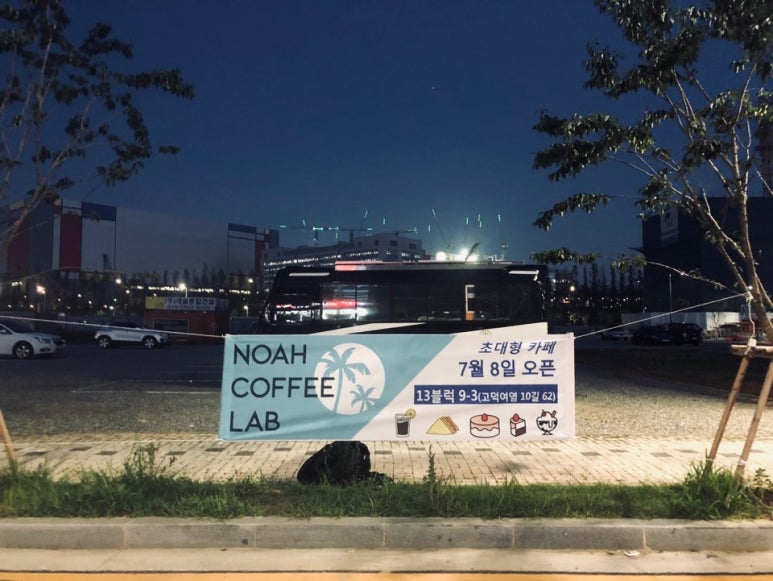 NOAH
COFFEE
LAB
초대형 카페
7월 8일 오픈
13블럭 9-3(고덕여염 10길 62)